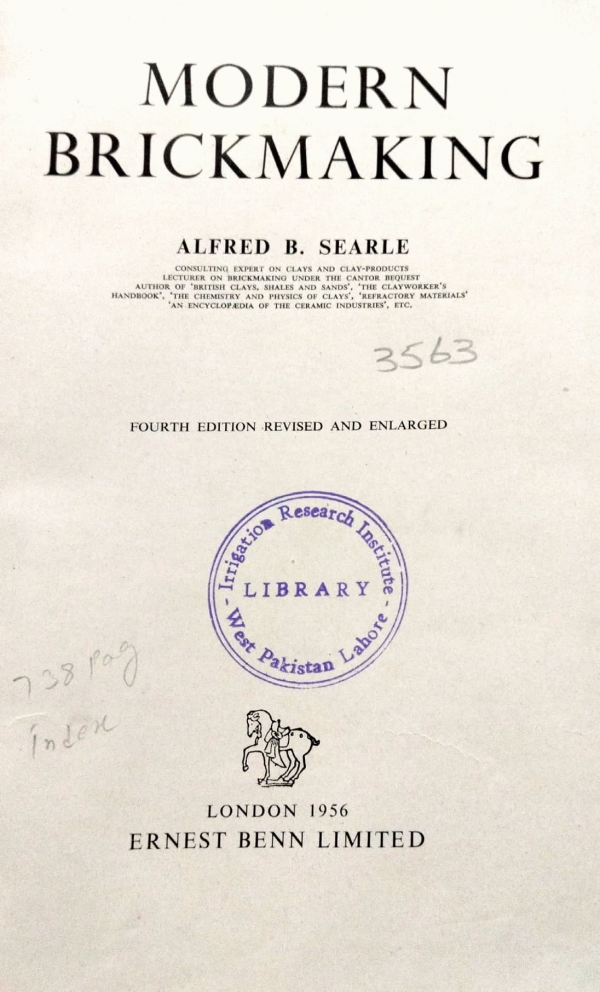 MODERN
BRICKMAKING
ALFRED B. SEARLE
CONSULTING EXPERT ON CLAYS AND CLAY-PRODUCTS
LECTURER ON BRICKMAKING UNDER THE CANTOR BEQUEST
AUTHOR OF 'BRITISH CLAYS, SHALES AND SANDS', 'THE CLAYWORKER'S
HANDBOOK', 'THE CHEMISTRY AND PHYSICS OF CLAYS', 'REFRACTORY MATERIALS'
'AN ENCYCLOPÆDIA OF THE CERAMIC INDUSTRIES', ETC.
3563
FOURTH EDITION REVISED AND ENLARGED
Irrigation Research Institute
LIBRARY
- West Pakistan Lahore -
738 pag
index
LONDON 1956
ERNEST BENN LIMITED